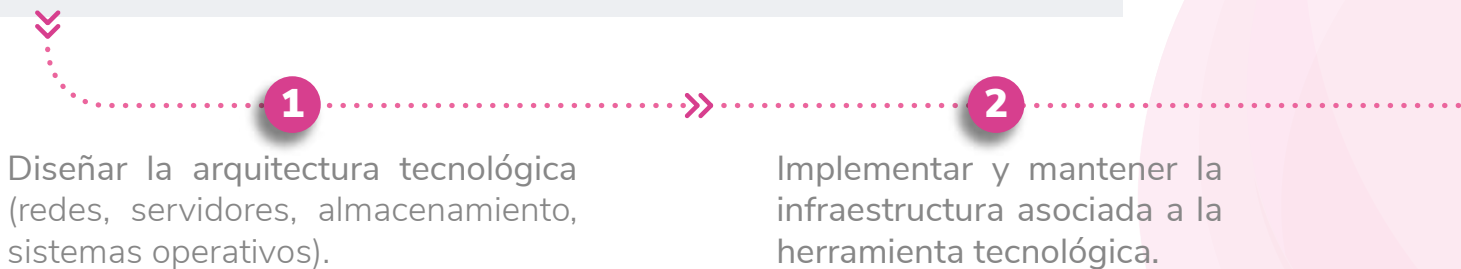 1
Diseñar la arquitectura tecnológica
(redes, servidores, almacenamiento,
sistemas operativos).
2
Implementar y mantener la
infraestructura asociada a la
herramienta tecnológica.